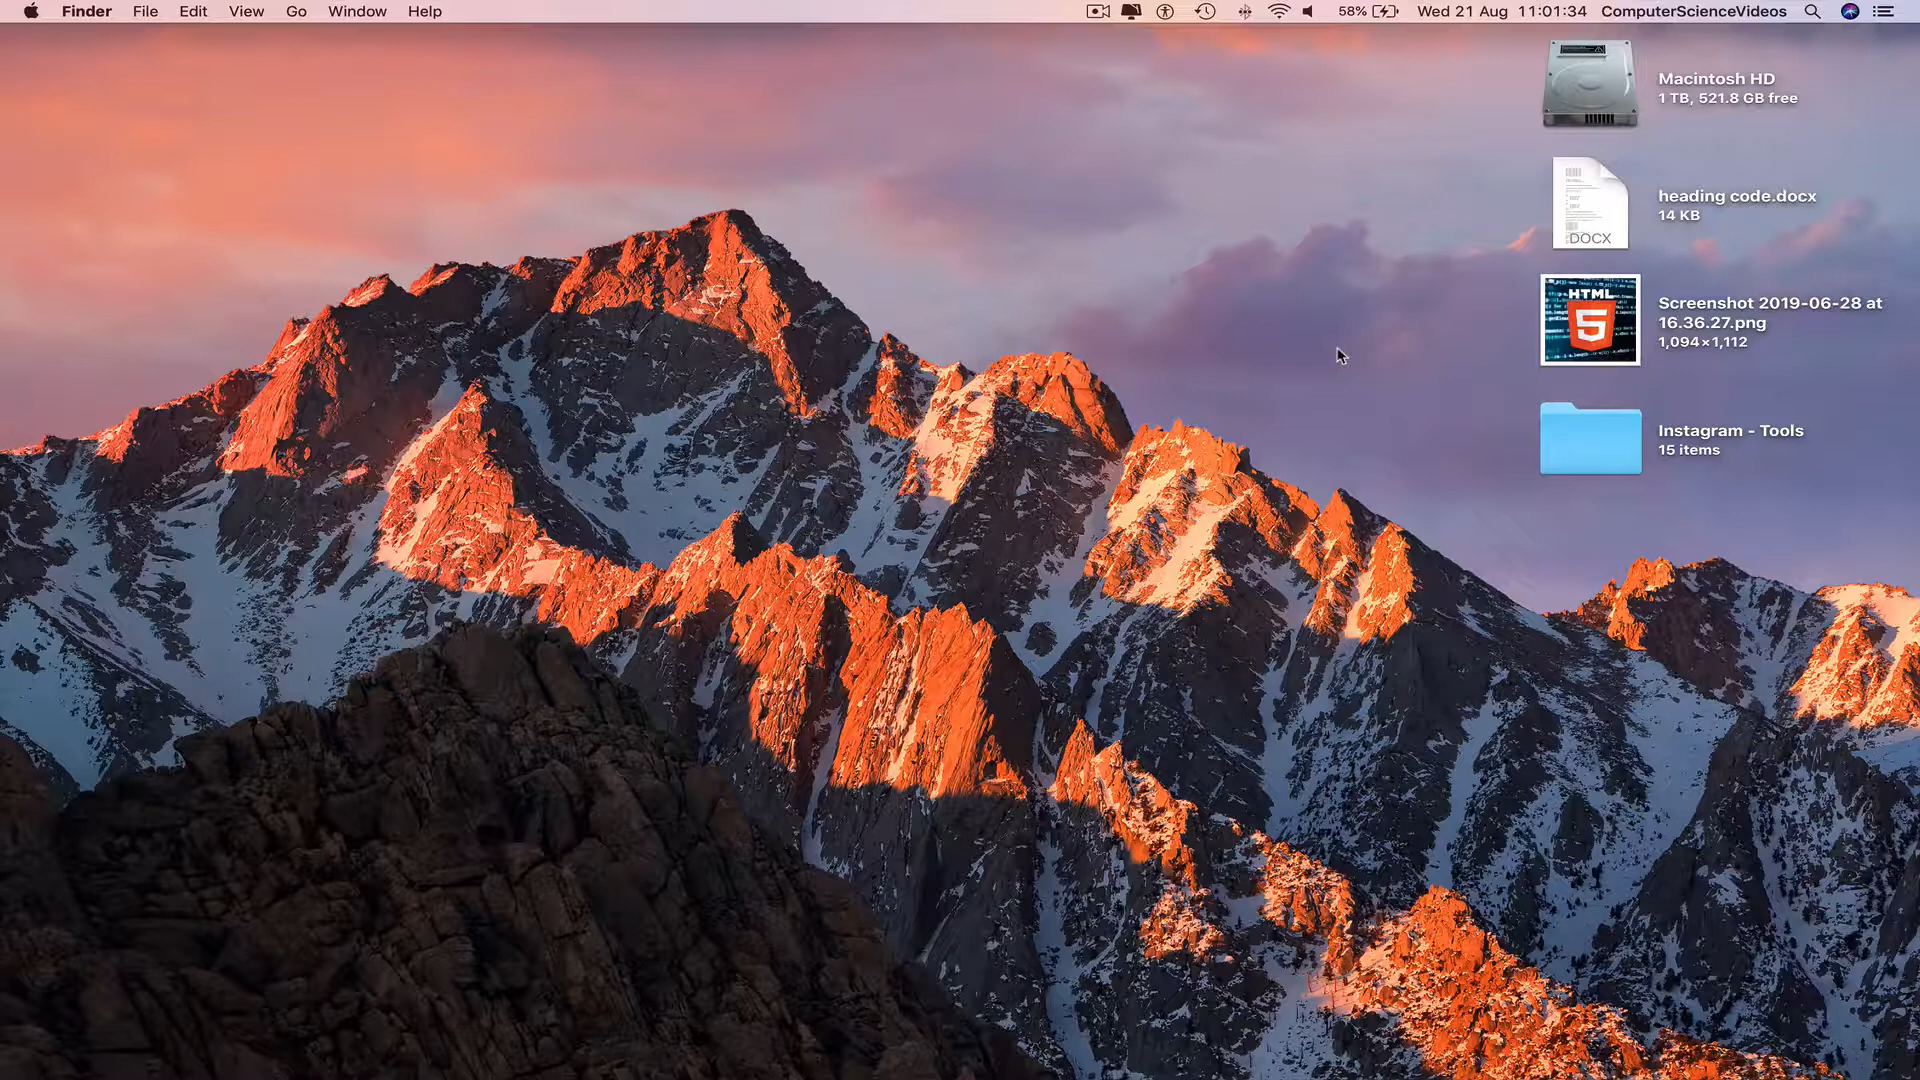 Finder File Edit View Go Window Help 58% Wed 21 Aug 11:01:34 ComputerScienceVideos
Macintosh HD
1 TB, 521.8 GB free
DOCX
heading code.docx
14 KB
HTML
5
Screenshot 2019-06-28 at
16.36.27.png
1,094×1,112
Instagram - Tools
15 items